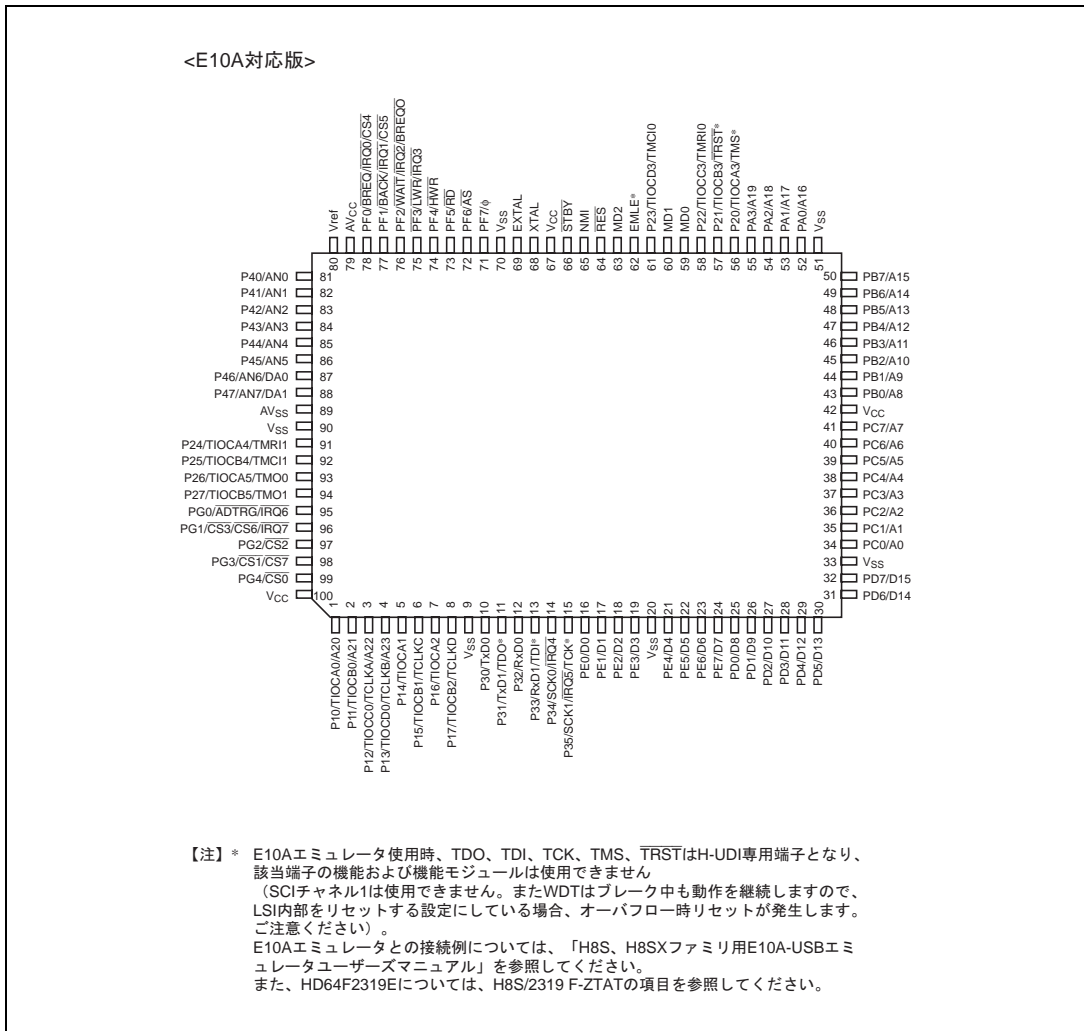 <E10A対応版>
Vref 80
AVCC 79
PF0/BREQ/IRQ0/CS4 78
PF1/BACK/IRQ1/CS5 77
PF2/WAIT/IRQ2/BREQO 76
PF3/LWR/IRQ3 75
PF4/HWR 74
PF5/RD 73
PF6/AS 72
PF7/φ 71
VSS 70
EXTAL 69
XTAL 68
VCC 67
STBY 66
NMI 65
RES 64
MD2 63
EMLE* 62
P23/TIOCD3/TMCI0 61
MD1 60
MD0 59
P22/TIOCC3/TMRI0 58
P21/TIOCB3/TRST* 57
P20/TIOCA3/TMS* 56
PA3/A19 55
PA2/A18 54
PA1/A17 53
PA0/A16 52
VSS 51
P40/AN0 81
P41/AN1 82
P42/AN2 83
P43/AN3 84
P44/AN4 85
P45/AN5 86
P46/AN6/DA0 87
P47/AN7/DA1 88
AVSS 89
VSS 90
P24/TIOCA4/TMRI1 91
P25/TIOCB4/TMCI1 92
P26/TIOCA5/TMO0 93
P27/TIOCB5/TMO1 94
PG0/ADTRG/IRQ6 95
PG1/CS3/CS6/IRQ7 96
PG2/CS2 97
PG3/CS1/CS7 98
PG4/CS0 99
VCC 100
50 PB7/A15
49 PB6/A14
48 PB5/A13
47 PB4/A12
46 PB3/A11
45 PB2/A10
44 PB1/A9
43 PB0/A8
42 VCC
41 PC7/A7
40 PC6/A6
39 PC5/A5
38 PC4/A4
37 PC3/A3
36 PC2/A2
35 PC1/A1
34 PC0/A0
33 VSS
32 PD7/D15
31 PD6/D14
P10/TIOCA0/A20 1
P11/TIOCB0/A21 2
P12/TIOCC0/TCLKA/A22 3
P13/TIOCD0/TCLKB/A23 4
P14/TIOCA1 5
P15/TIOCB1/TCLKC 6
P16/TIOCA2 7
P17/TIOCB2/TCLKD 8
VSS 9
P30/TxD0 10
P31/TxD1/TDO* 11
P32/RxD0 12
P33/RxD1/TDI* 13
P34/SCK0/IRQ4 14
P35/SCK1/IRQ5/TCK* 15
PE0/D0 16
PE1/D1 17
PE2/D2 18
PE3/D3 19
VSS 20
PE4/D4 21
PE5/D5 22
PE6/D6 23
PE7/D7 24
PD0/D8 25
PD1/D9 26
PD2/D10 27
PD3/D11 28
PD4/D12 29
PD5/D13 30
【注】* E10Aエミュレータ使用時、TDO、TDI、TCK、TMS、TRSTはH-UDI専用端子となり、
該当端子の機能および機能モジュールは使用できません
（SCIチャネル1は使用できません。またWDTはブレーク中も動作を継続しますので、
LSI内部をリセットする設定にしている場合、オーバフロー時リセットが発生します。
ご注意ください）。
E10Aエミュレータとの接続例については、「H8S、H8SXファミリ用E10A-USBエミ
ュレータユーザーズマニュアル」を参照してください。
また、HD64F2319Eについては、H8S/2319 F-ZTATの項目を参照してください。